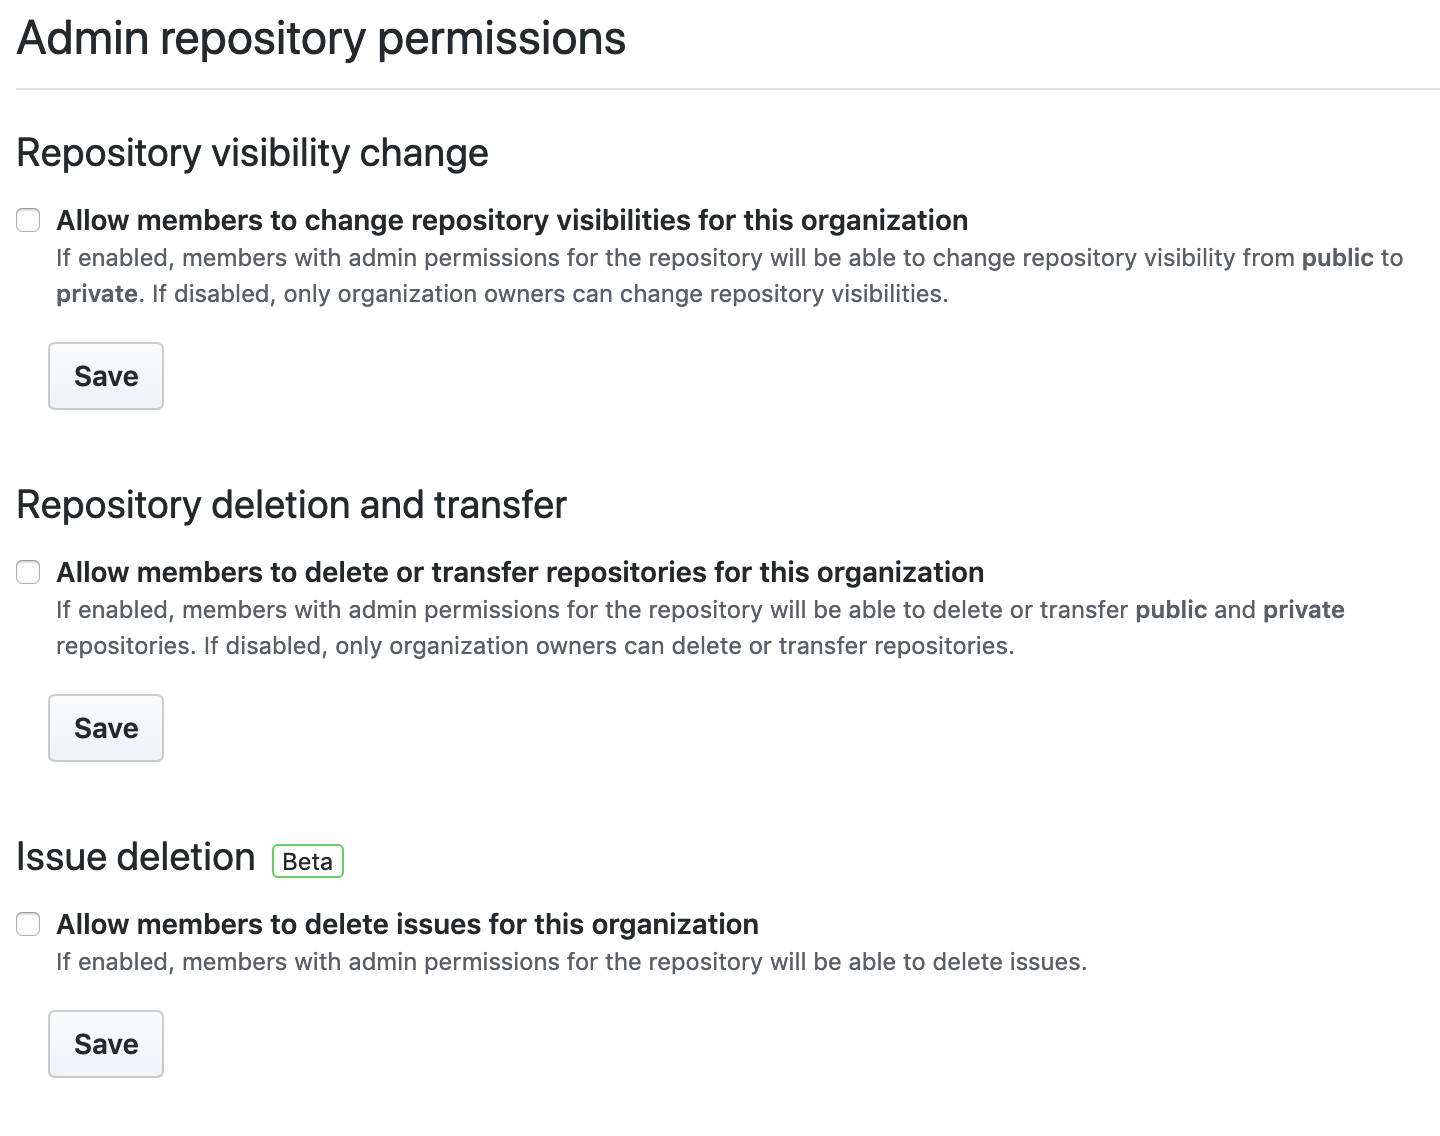 Admin repository permissions
Repository visibility change
Allow members to change repository visibilities for this organization
If enabled, members with admin permissions for the repository will be able to change repository visibility from public to
private. If disabled, only organization owners can change repository visibilities.
Save
Repository deletion and transfer
Allow members to delete or transfer repositories for this organization
If enabled, members with admin permissions for the repository will be able to delete or transfer public and private
repositories. If disabled, only organization owners can delete or transfer repositories.
Save
Issue deletion Beta
Allow members to delete issues for this organization
If enabled, members with admin permissions for the repository will be able to delete issues.
Save